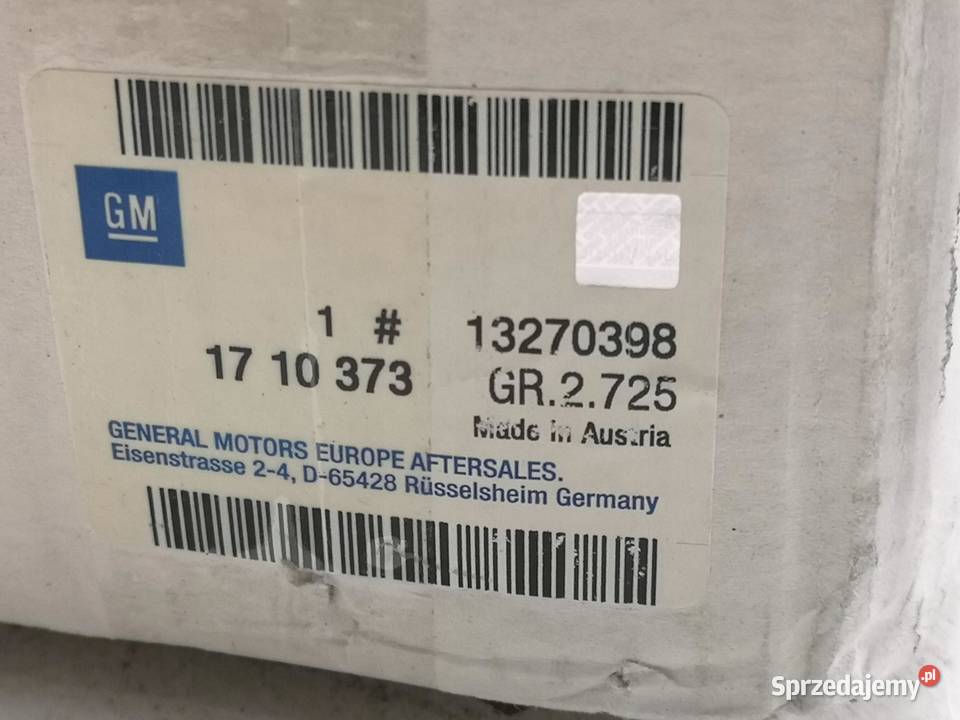 GM
1 # 13270398
17 10 373 GR.2.725
Made in Austria
GENERAL MOTORS EUROPE AFTERSALES.
Eisenstrasse 2-4, D-65428 Rüsselsheim Germany
Sprzedajemy.pl